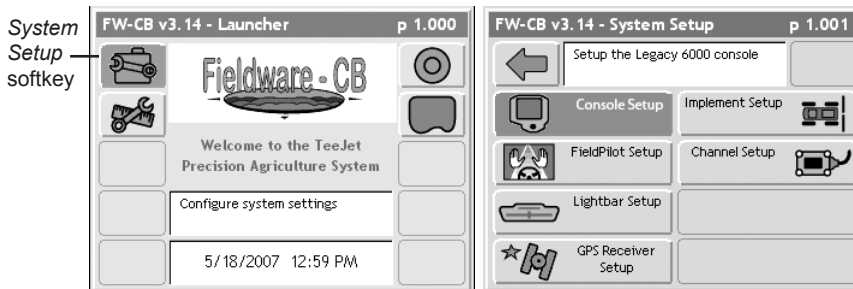 System
Setup
softkey
FW-CB v3.14 - Launcher p 1.000
Fieldware - CB
Welcome to the TeeJet
Precision Agriculture System
Configure system settings
5/18/2007 12:59 PM
FW-CB v3.14 - System Setup p 1.001
Setup the Legacy 6000 console
Console Setup
Implement Setup
FieldPilot Setup
Channel Setup
Lightbar Setup
GPS Receiver
Setup